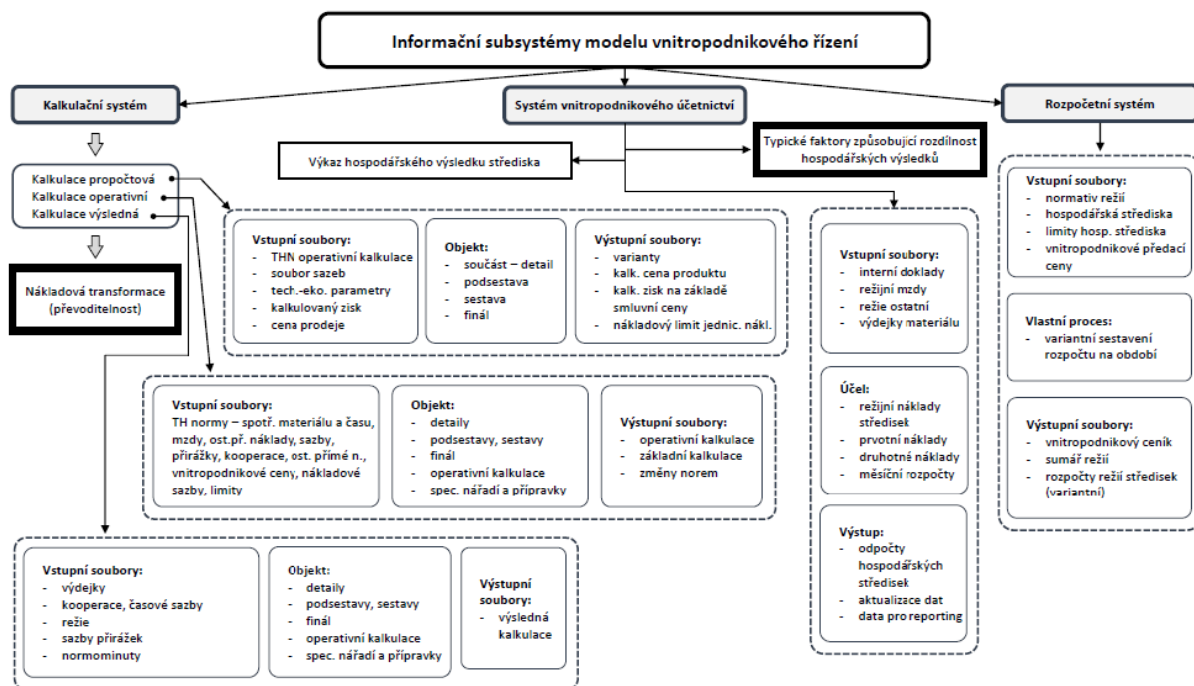 Informační subsystémy modelu vnitropodnikového řízení
Kalkulační systém
Systém vnitropodnikového účetnictví
Rozpočetní systém
Výkaz hospodářského výsledku střediska
Typické faktory způsobující rozdílnost
hospodářských výsledků
Kalkulace propočtová
Kalkulace operativní
Kalkulace výsledná
Nákladová transformace
(převoditelnost)
Vstupní soubory:
- THN operativní kalkulace
- soubor sazeb
- tech.-eko. parametry
- kalkulovaný zisk
- cena prodeje
Objekt:
- součást – detail
- podsestava
- sestava
- finál
Výstupní soubory:
- varianty
- kalk. cena produktu
- kalk. zisk na základě
smluvní ceny
- nákladový limit jednic. nákl.
Vstupní soubory:
TH normy – spotř. materiálu a času,
mzdy, ost.př. náklady, sazby,
přirážky, kooperace, ost. přímé n.,
vnitropodnikové ceny, nákladové
sazby, limity
Objekt:
- detaily
- podsestavy, sestavy
- finál
- operativní kalkulace
- spec. nářadí a přípravky
Výstupní soubory:
- operativní kalkulace
- základní kalkulace
- změny norem
Vstupní soubory:
- výdejky
- kooperace, časové sazby
- režie
- sazby přirážek
- normominuty
Objekt:
- detaily
- podsestavy, sestavy
- finál
- operativní kalkulace
- spec. nářadí a přípravky
Výstupní
soubory:
- výsledná
kalkulace
Vstupní soubory:
- interní doklady
- režijní mzdy
- režie ostatní
- výdejky materiálu
Účel:
- režijní náklady
středisek
- prvotní náklady
- druhotné náklady
- měsíční rozpočty
Výstup:
- odpočty
hospodářských
středisek
- aktualizace dat
- data pro reporting
Vstupní soubory:
- normativ režií
- hospodářská střediska
- limity hosp. střediska
- vnitropodnikové předací
ceny
Vlastní proces:
- variantní sestavení
rozpočtu na období
Výstupní soubory:
- vnitropodnikový ceník
- sumář režií
- rozpočty režií středisek
(variantní)